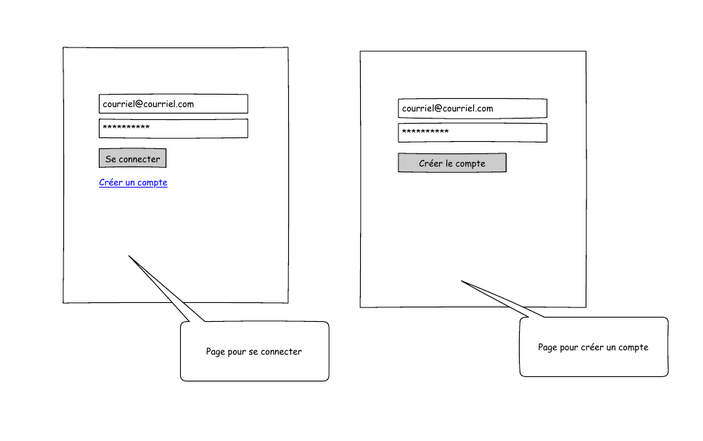 courriel@courriel.com
**********
Se connecter
Créer un compte
Page pour se connecter
courriel@courriel.com
**********
Créer le compte
Page pour créer un compte